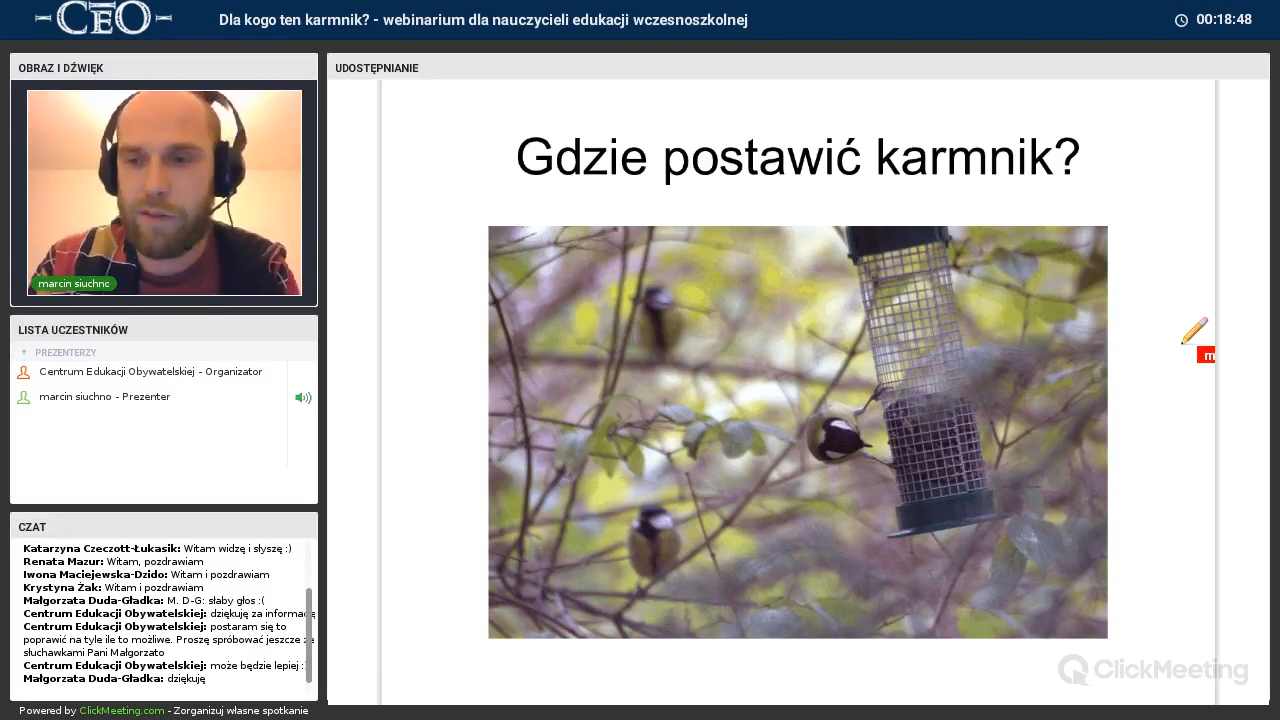 CEO
Dla kogo ten karmnik? - webinarium dla nauczycieli edukacji wczesnoszkolnej
00:18:48
OBRAZ I DŹWIĘK
marcin siuchno
LISTA UCZESTNIKÓW
PREZENTERZY
Centrum Edukacji Obywatelskiej - Organizator
marcin siuchno - Prezenter
CZAT
Katarzyna Czeczott-Łukasik: Witam widzę i słyszę :)
Renata Mazur: Witam, pozdrawiam
Iwona Maciejewska-Dzido: Witam i pozdrawiam
Krystyna Żak: Witam i pozdrawiam
Małgorzata Duda-Gładka: M. D-G: słaby głos :(
Centrum Edukacji Obywatelskiej: dziękuję za informację
Centrum Edukacji Obywatelskiej: postaram się to
poprawić na tyle ile to możliwe. Proszę spróbować jeszcze ze
słuchawkami Pani Małgorzato
Centrum Edukacji Obywatelskiej: może będzie lepiej :
Małgorzata Duda-Gładka: dziękuję
Powered by ClickMeeting.com - Zorganizuj własne spotkanie
UDOSTĘPNIANIE
Gdzie postawić karmnik?
m
ClickMeeting